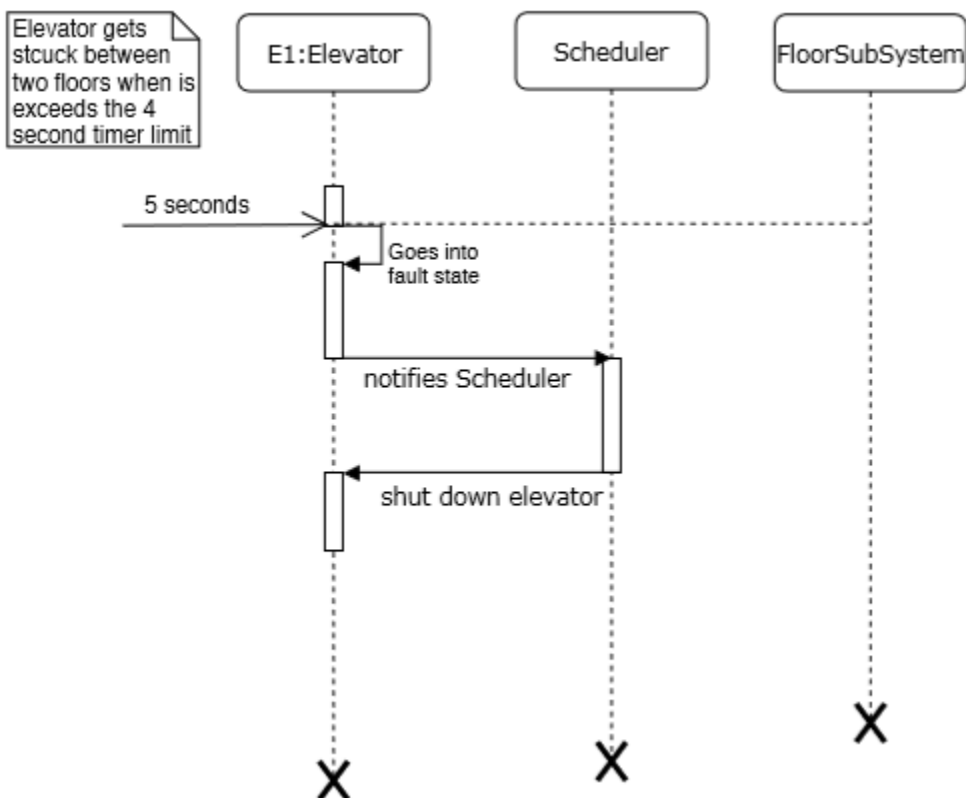 Elevator gets
stcuck between
two floors when is
exceeds the 4
second timer limit
E1:Elevator
Scheduler
FloorSubSystem
5 seconds
Goes into
fault state
notifies Scheduler
shut down elevator